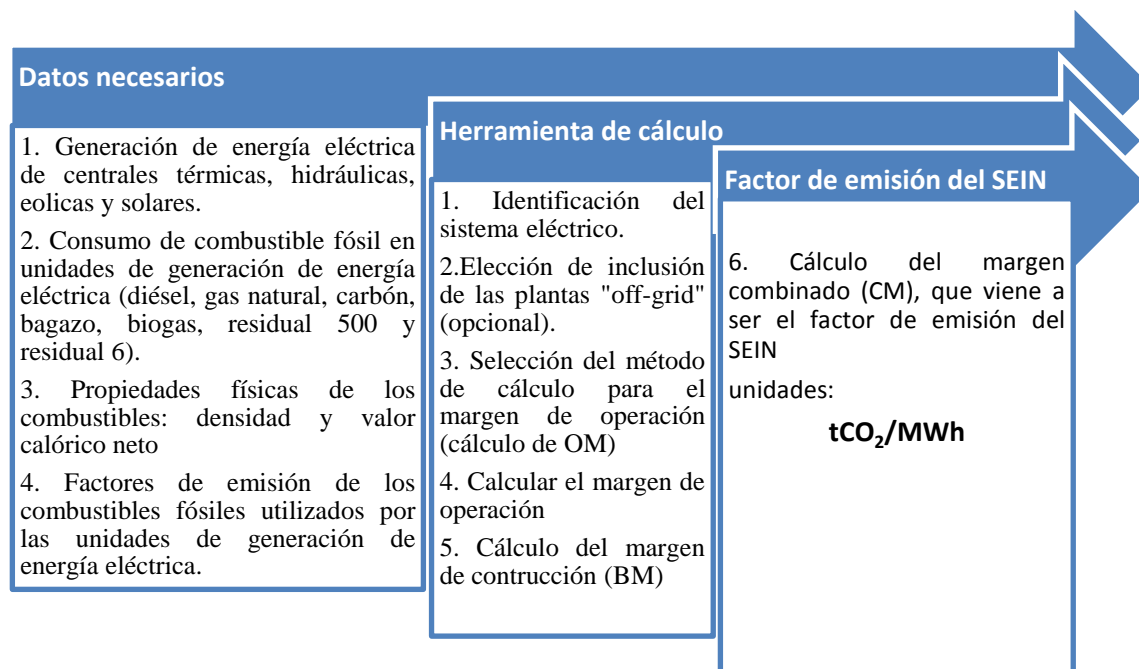 Datos necesarios
1. Generación de energía eléctrica
de centrales térmicas, hidráulicas,
eolicas y solares.
2. Consumo de combustible fósil en
unidades de generación de energía
eléctrica (diésel, gas natural, carbón,
bagazo, biogas, residual 500 y
residual 6).
3. Propiedades físicas de los
combustibles: densidad y valor
calórico neto
4. Factores de emisión de los
combustibles fósiles utilizados por
las unidades de generación de
energía eléctrica.
Herramienta de cálculo
1. Identificación del
sistema eléctrico.
2.Elección de inclusión
de las plantas "off-grid"
(opcional).
3. Selección del método
de cálculo para el
margen de operación
(cálculo de OM)
4. Calcular el margen de
operación
5. Cálculo del margen
de contrucción (BM)
Factor de emisión del SEIN
6. Cálculo del margen
combinado (CM), que viene a
ser el factor de emisión del
SEIN
unidades:
tCO₂/MWh